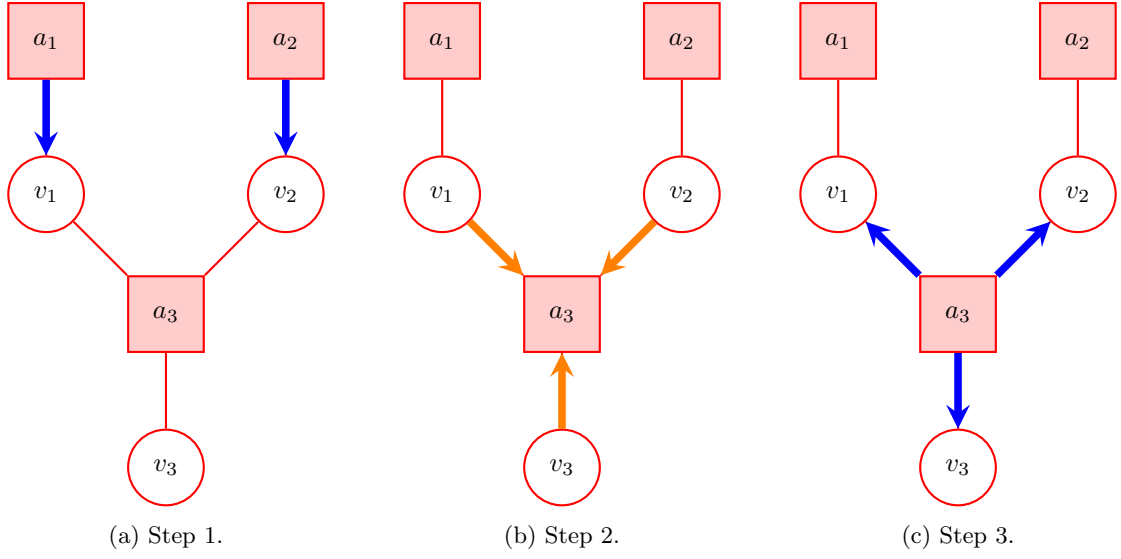 a1 a2 a1 a2 a1 a2
v1 v2 v1 v2 v1 v2
a3 a3 a3
v3 v3 v3
(a) Step 1. (b) Step 2. (c) Step 3.